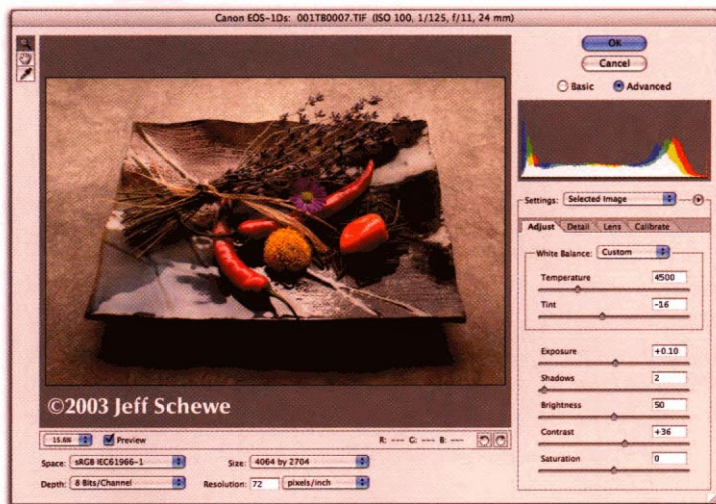 Canon EOS-1Ds: 001T80007.TIF (ISO 100, 1/125, f/11, 24 mm)
OK
Cancel
Basic Advanced
Settings: Selected Image
Adjust Detail Lens Calibrate
White Balance: Custom
Temperature 4500
Tint -16
Exposure +0.10
Shadows 2
Brightness 50
Contrast +36
Saturation 0
©2003 Jeff Schewe
15.6% Preview R: --- G: --- B: ---
Space: sRGB IEC61966-1 Size: 4064 by 2704
Depth: 8 Bits/Channel Resolution: 72 pixels/inch